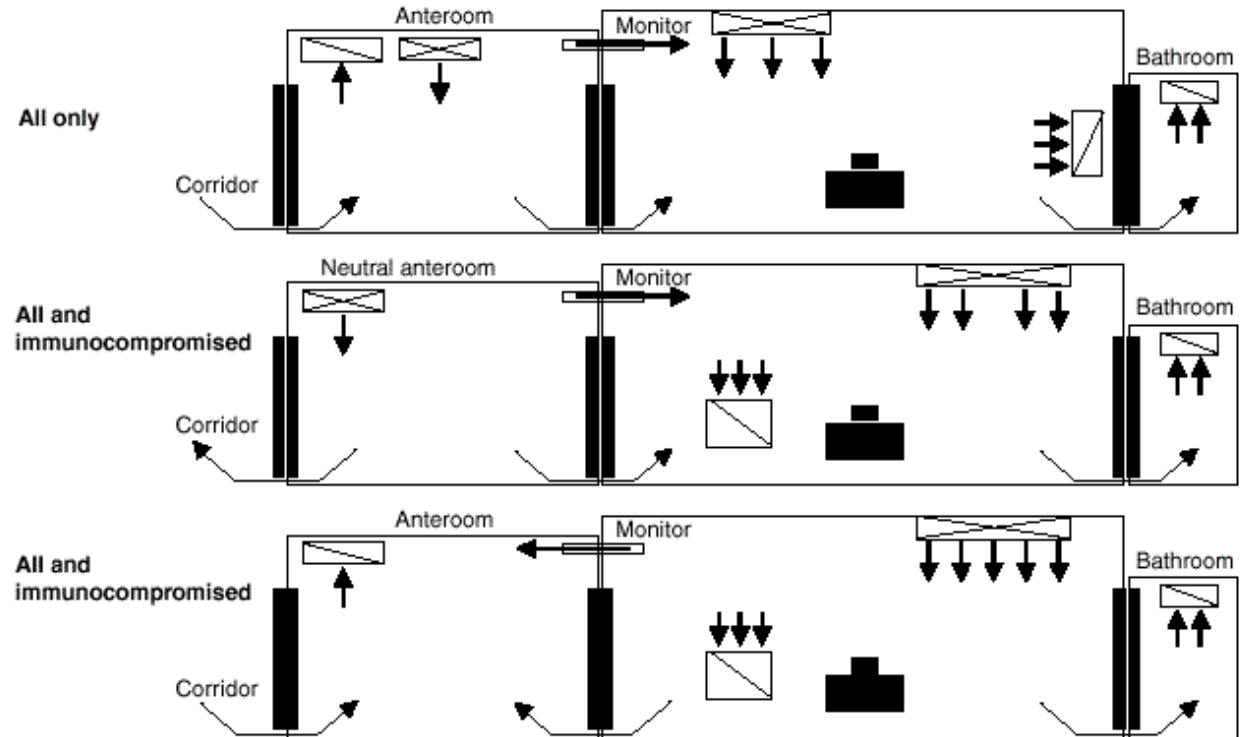 Anteroom
Monitor
Bathroom
AII only
Corridor
Neutral anteroom
Monitor
Bathroom
AII and
immunocompromised
Corridor
Anteroom
Monitor
Bathroom
AII and
immunocompromised
Corridor